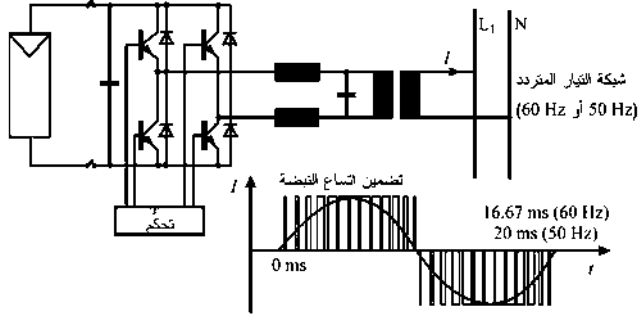 L1 N
I
شبكة التيار المتردد
(60 Hz أو 50 Hz)
تحكم
I
تضمين اتساع النبضة
16.67 ms (60 Hz)
20 ms (50 Hz)
0 ms
t